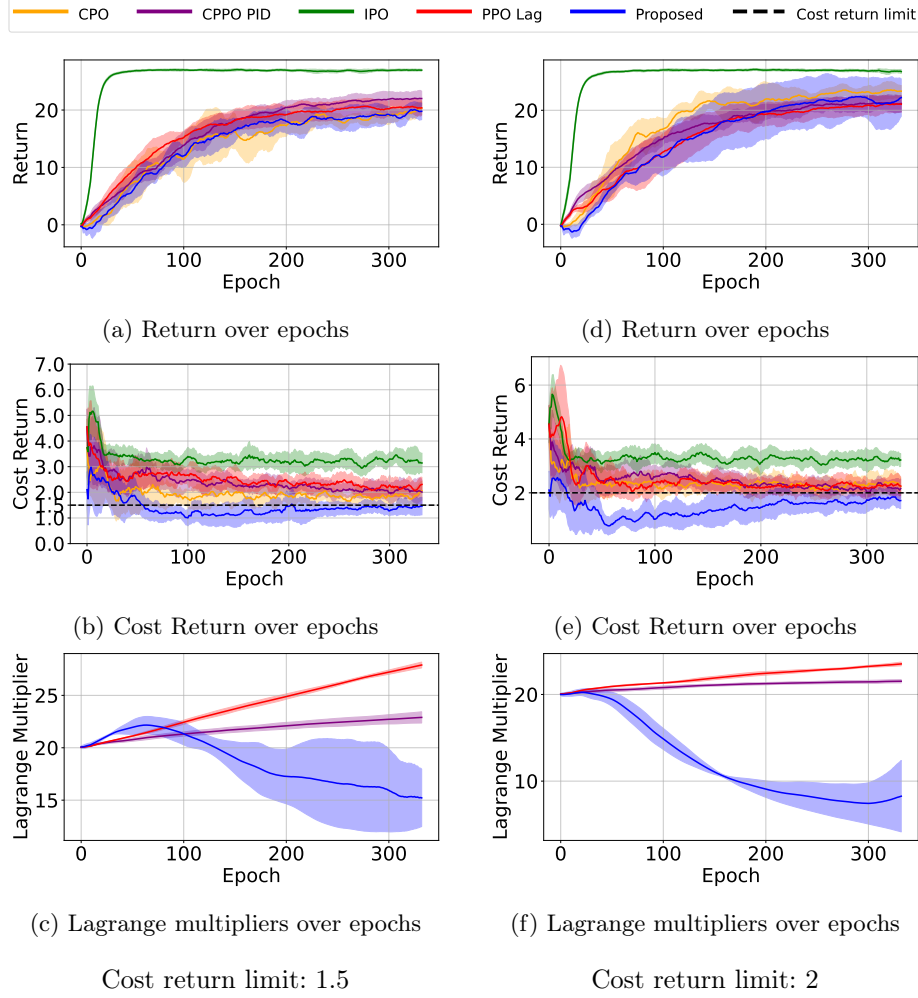 CPO CPPO PID IPO PPO Lag Proposed Cost return limit
Return
20
10
0
0 100 200 300
Epoch
(a) Return over epochs
Return
20
10
0
0 100 200 300
Epoch
(d) Return over epochs
Cost Return
7.0
6.0
5.0
4.0
3.0
2.0
1.5
1.0
0.0
0 100 200 300
Epoch
(b) Cost Return over epochs
Cost Return
6
4
2
0 100 200 300
Epoch
(e) Cost Return over epochs
Lagrange Multiplier
25
20
15
0 100 200 300
Epoch
(c) Lagrange multipliers over epochs
Lagrange Multiplier
20
10
0 100 200 300
Epoch
(f) Lagrange multipliers over epochs
Cost return limit: 1.5
Cost return limit: 2